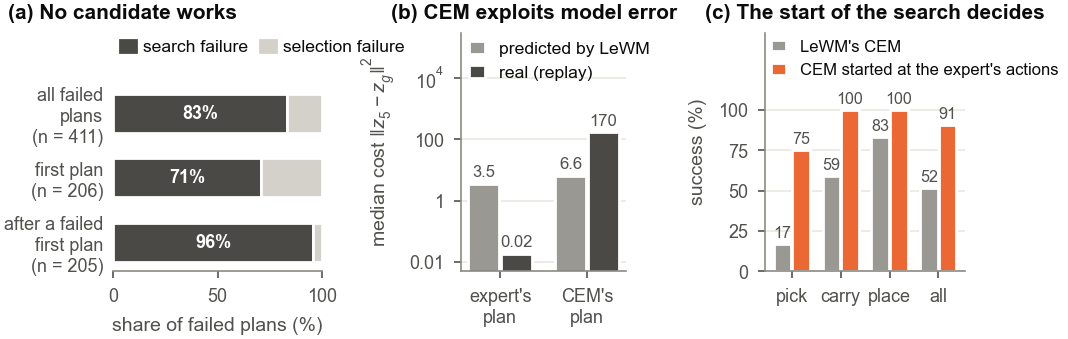 (a) No candidate works
search failure
selection failure
all failed
plans
(n = 411)
83%
first plan
(n = 206)
71%
after a failed
first plan
(n = 205)
96%
0
50
100
share of failed plans (%)
(b) CEM exploits model error
predicted by LeWM
real (replay)
median cost ‖z₅ − z_g‖²
10⁴
100
1
0.01
3.5
0.02
6.6
170
expert's
plan
CEM's
plan
(c) The start of the search decides
LeWM's CEM
CEM started at the expert's actions
success (%)
100
75
50
25
0
17
75
59
100
83
100
52
91
pick
carry
place
all